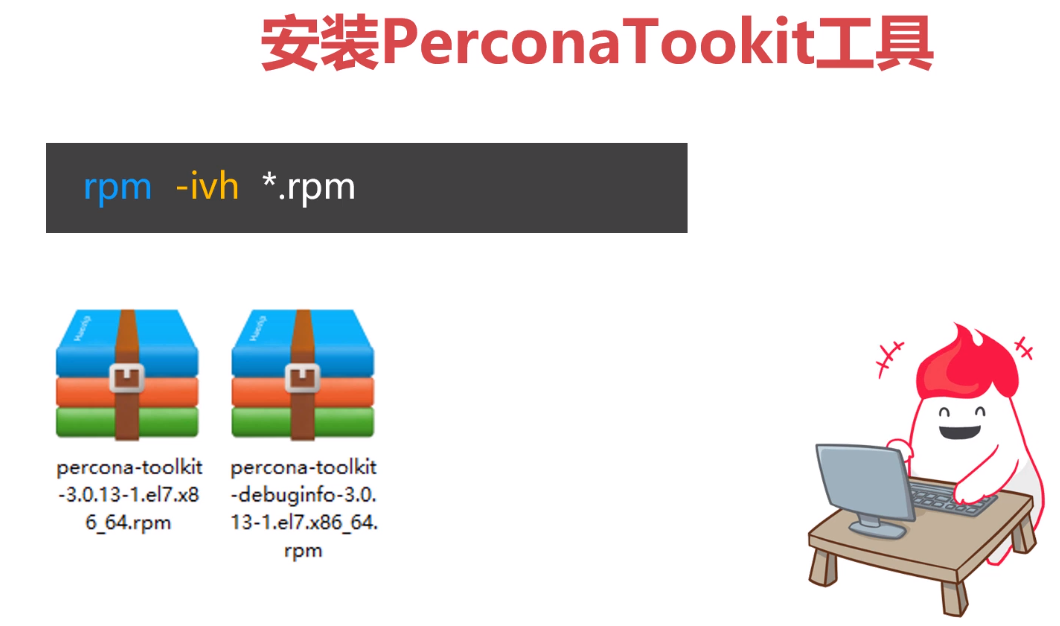 安装PerconaTookit工具
rpm -ivh *.rpm
percona-toolkit
-3.0.13-1.el7.x8
6_64.rpm
percona-toolkit
-debuginfo-3.0.
13-1.el7.x86_64.
rpm